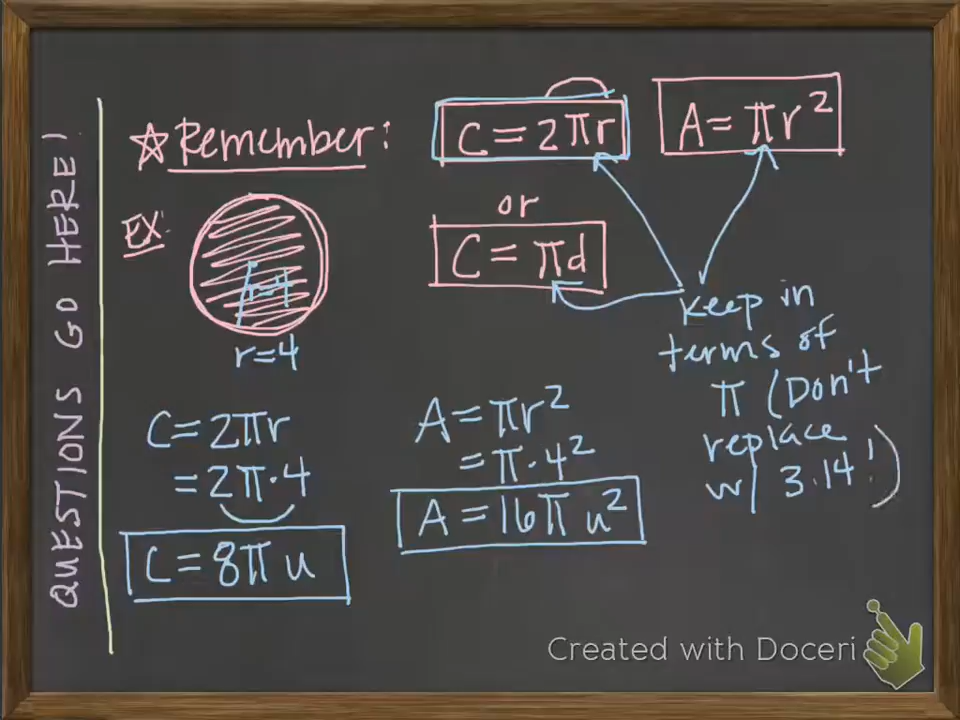 QUESTIONS GO HERE!
☆ Remember:
C = 2πr
A = πr²
or
C = πd
EX:
r=4
r=4
keep in
terms of
π (Don't
replace
w/ 3.14!)
C = 2πr
= 2π·4
C = 8π u
A = πr²
= π·4²
A = 16π u²
Created with Doceri